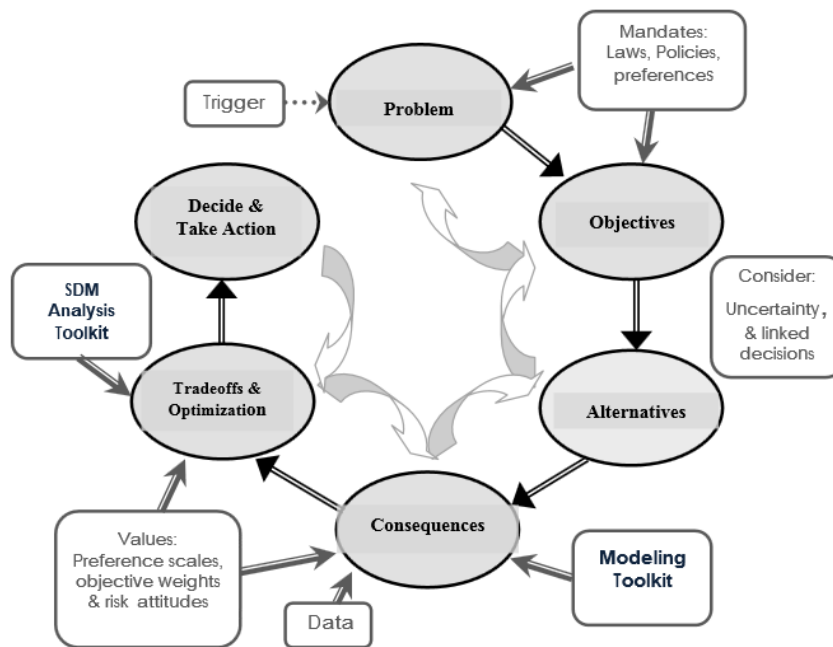 Mandates:
Laws, Policies,
preferences
Trigger
Problem
Decide &
Take Action
Objectives
SDM
Analysis
Toolkit
Consider:
Uncertainty,
& linked
decisions
Tradeoffs &
Optimization
Alternatives
Consequences
Values:
Preference scales,
objective weights
& risk attitudes
Data
Modeling
Toolkit